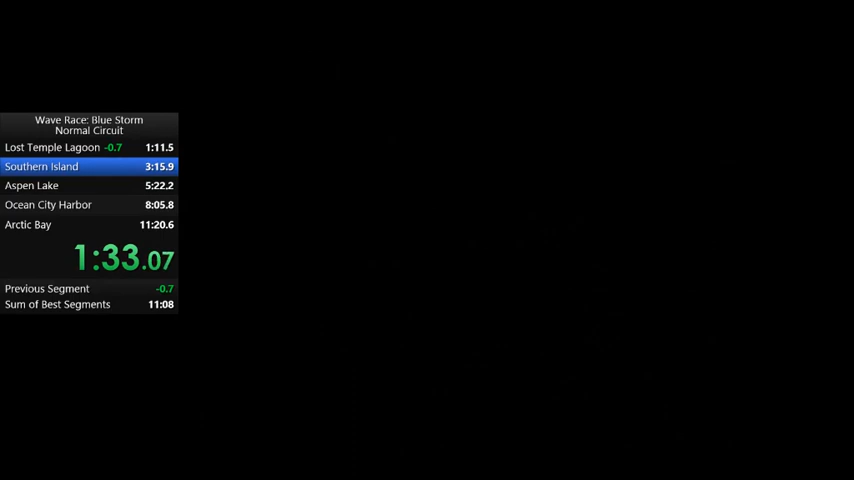 Wave Race: Blue Storm
Normal Circuit
Lost Temple Lagoon -0.7 1:11.5
Southern Island 3:15.9
Aspen Lake 5:22.2
Ocean City Harbor 8:05.8
Arctic Bay 11:20.6
1:33.07
Previous Segment -0.7
Sum of Best Segments 11:08